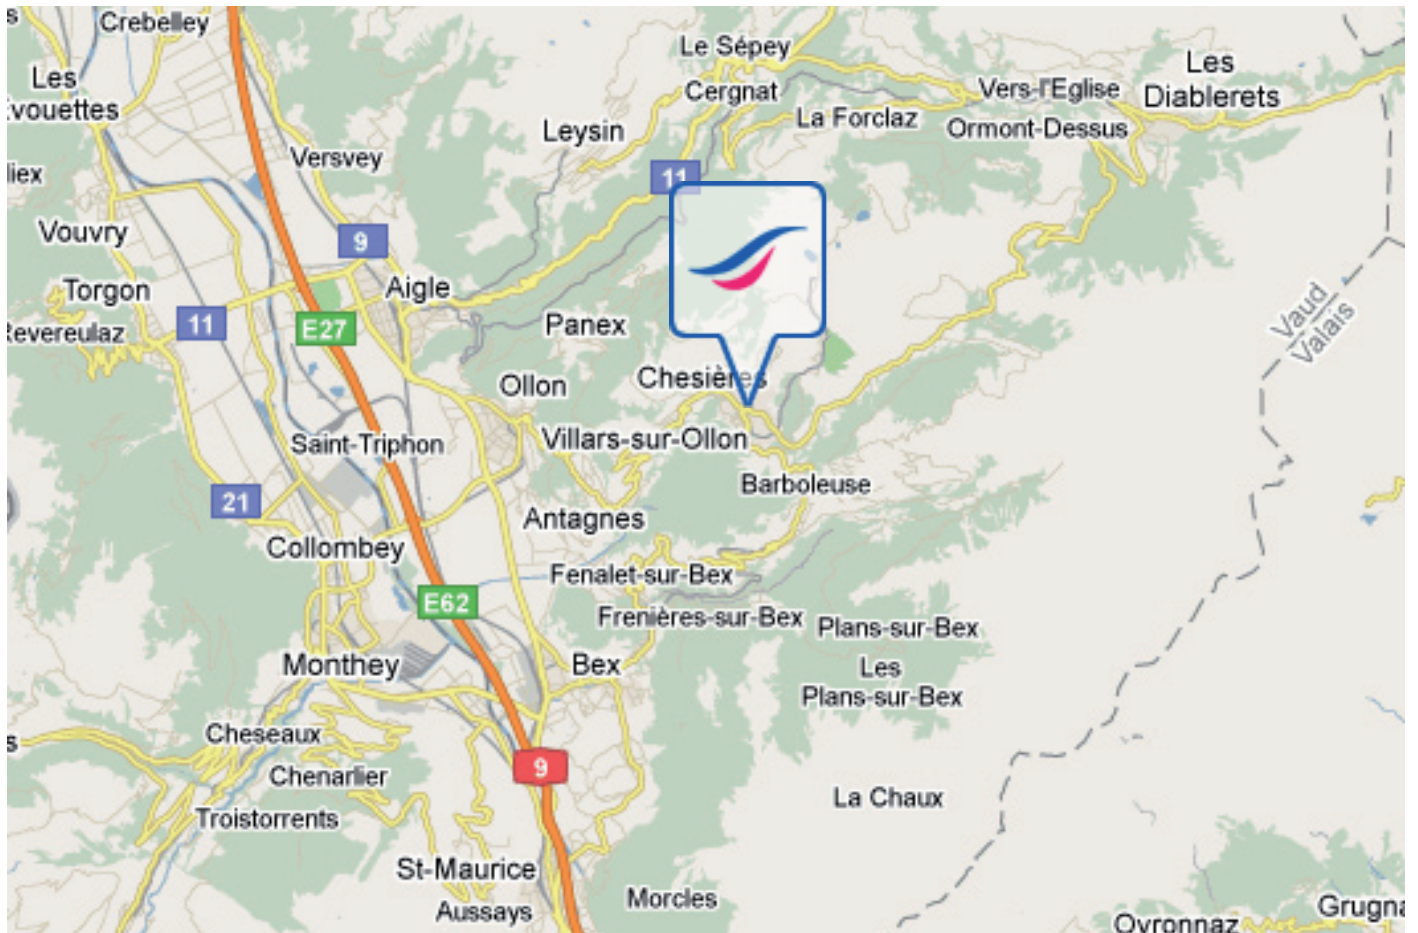 Crebelley
Le Sépey
Les
Diablerets
Les
Evouettes
Cergnat
Vers-l'Eglise
La Forclaz
Ormont-Dessus
Leysin
Versvey
11
Vouvry
9
Torgon
Aigle
Vaud
Valais
11
E27
Panex
Revereulaz
Chesières
Ollon
Saint-Triphon
Villars-sur-Ollon
Barboleuse
21
Antagnes
Collombey
Fenalet-sur-Bex
E62
Frenières-sur-Bex
Plans-sur-Bex
Monthey
Bex
Les
Plans-sur-Bex
Cheseaux
9
Chenarlier
La Chaux
Troistorrents
St-Maurice
Morcles
Aussays
Grugna
Ovronnaz